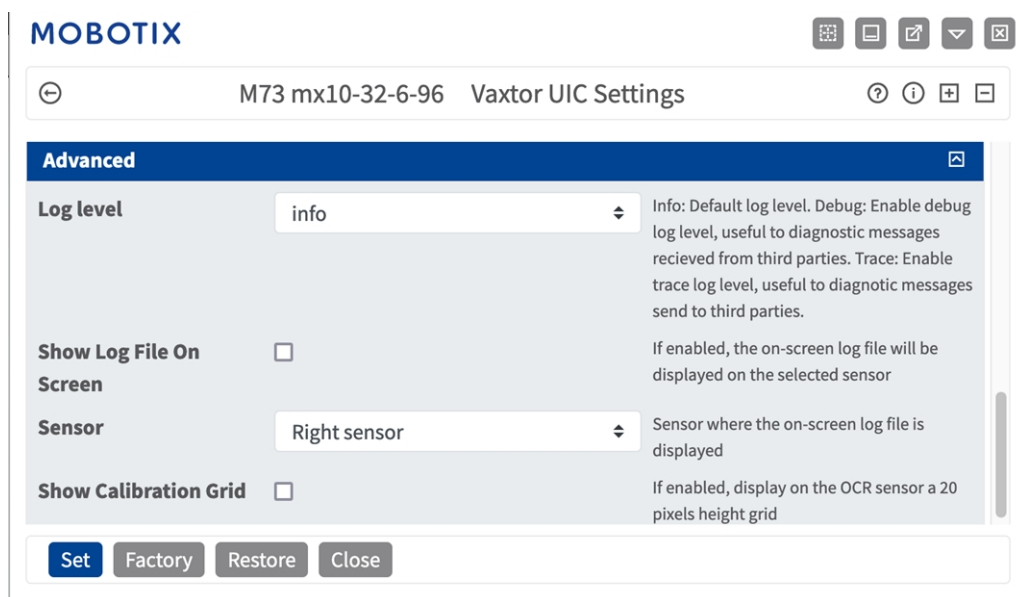 MOBOTIX
M73 mx10-32-6-96 Vaxtor UIC Settings
Advanced
Log level
info
Info: Default log level. Debug: Enable debug
log level, useful to diagnostic messages
recieved from third parties. Trace: Enable
trace log level, useful to diagnotic messages
send to third parties.
Show Log File On
Screen
If enabled, the on-screen log file will be
displayed on the selected sensor
Sensor
Right sensor
Sensor where the on-screen log file is
displayed
Show Calibration Grid
If enabled, display on the OCR sensor a 20
pixels height grid
Set Factory Restore Close